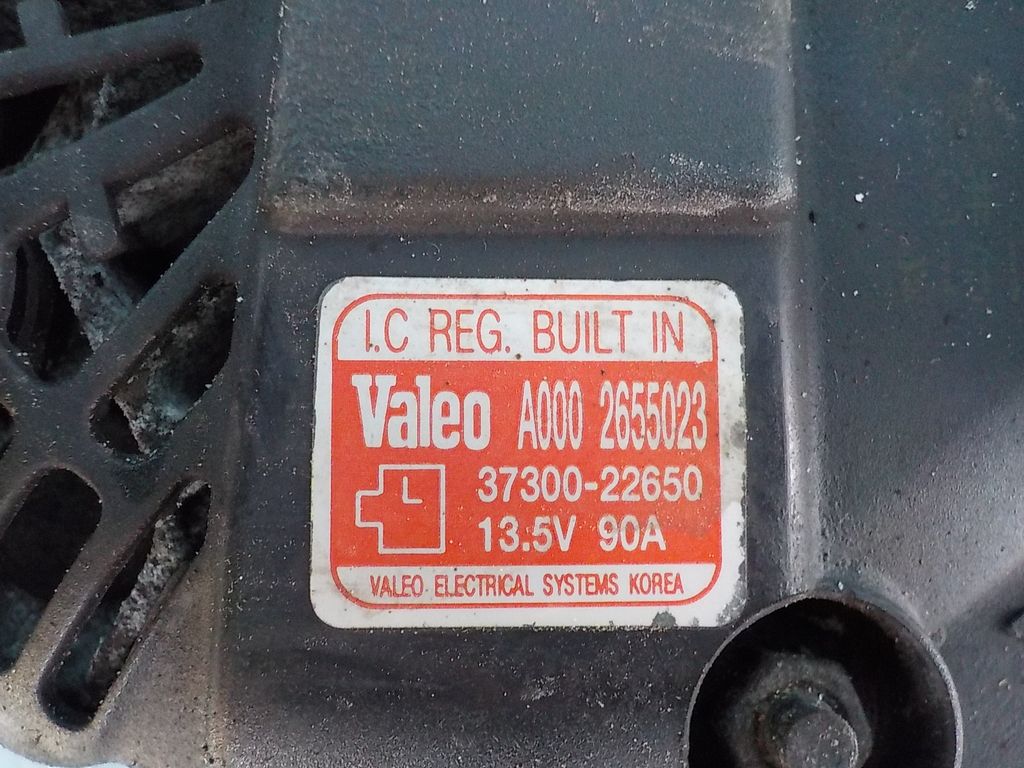 I.C REG. BUILT IN
Valeo A000 2655023
L
37300-22650
13.5V 90A
VALEO ELECTRICAL SYSTEMS KOREA